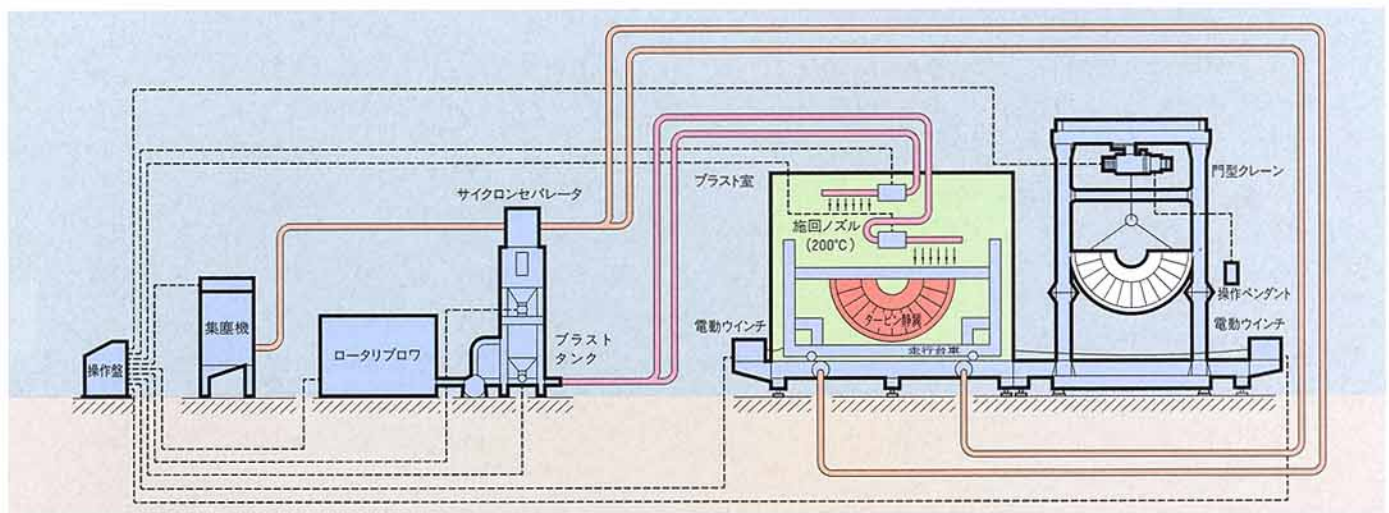 サイクロンセパレータ
ブラスト室
門型クレーン
施回ノズル
(200℃)
集塵機
操作ペンダント
ロータリブロワ
ブラスト
タンク
電動ウインチ
タービン静翼
電動ウインチ
操作盤
走行台車